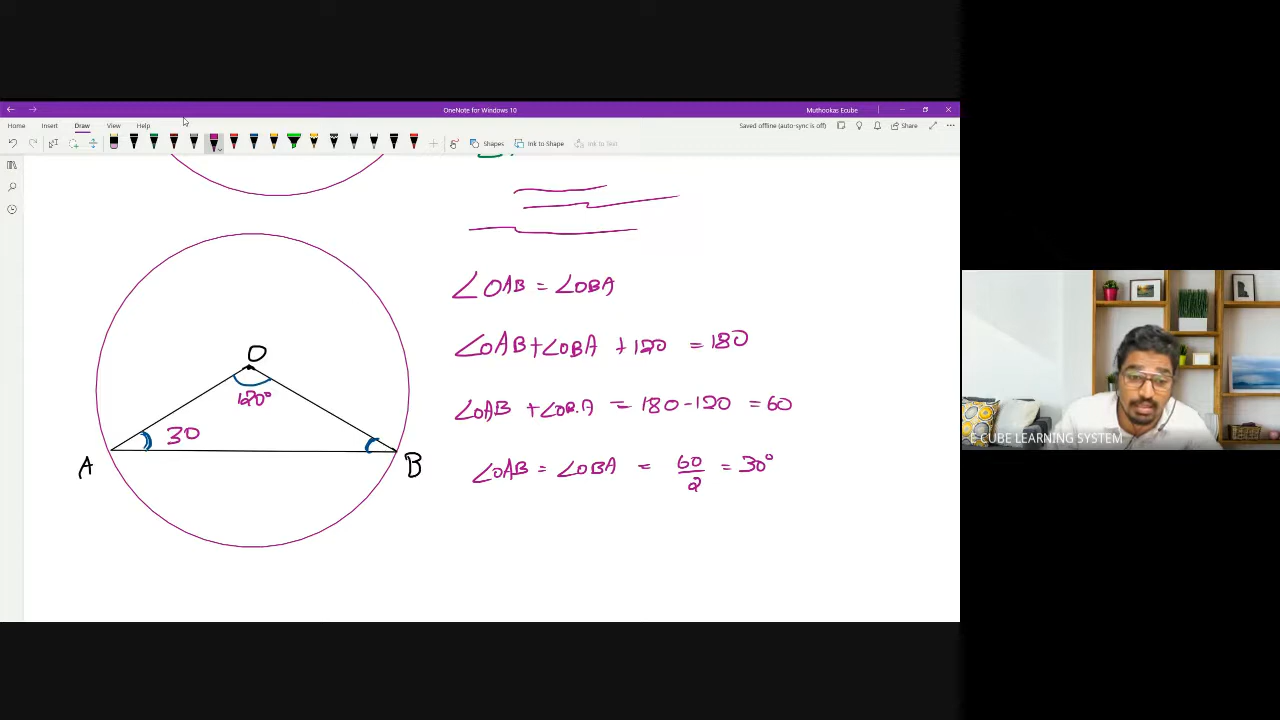 OneNote for Windows 10
Muthookas Ecube
Home Insert Draw View Help
Saved offline (auto-sync is off)
Share
Shapes
Ink to Shape
Ink to Text
∠OAB = ∠OBA
∠OAB+∠OBA +120 = 180
∠OAB +∠OBA = 180-120 = 60
∠OAB = ∠OBA = 60/2 = 30°
O
120°
30
A
B
E CUBE LEARNING SYSTEM